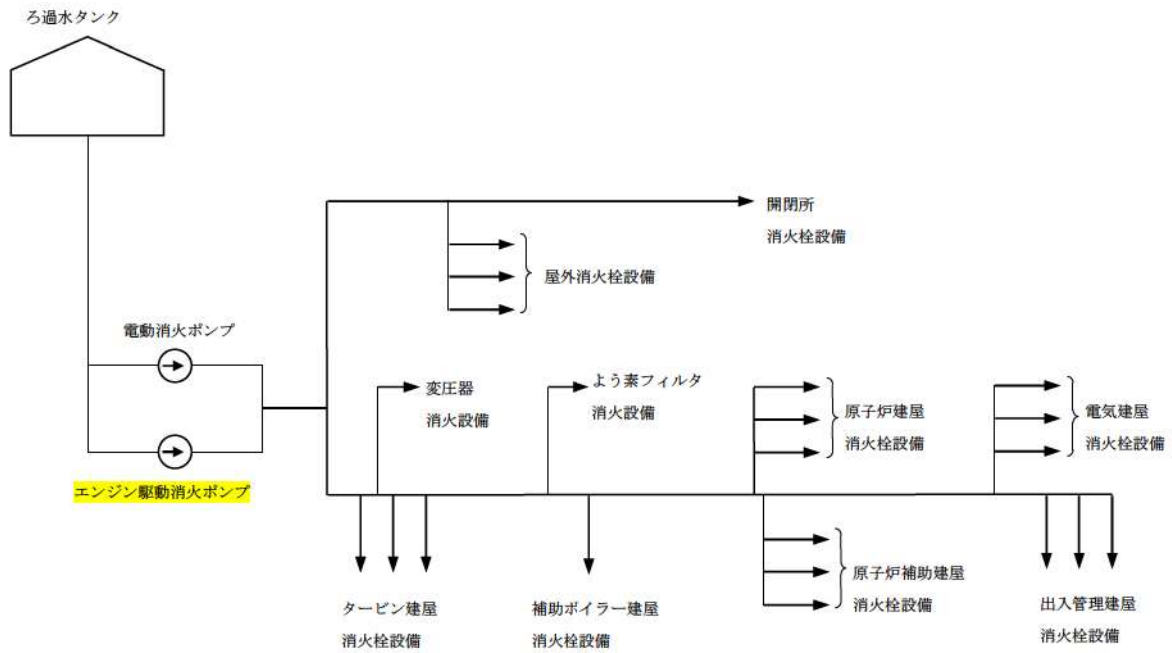 ろ過水タンク
開閉所
消火栓設備
屋外消火栓設備
電動消火ポンプ
エンジン駆動消火ポンプ
変圧器
消火設備
よう素フィルタ
消火設備
原子炉建屋
消火栓設備
電気建屋
消火栓設備
タービン建屋
消火栓設備
補助ボイラー建屋
消火栓設備
原子炉補助建屋
消火栓設備
出入管理建屋
消火栓設備